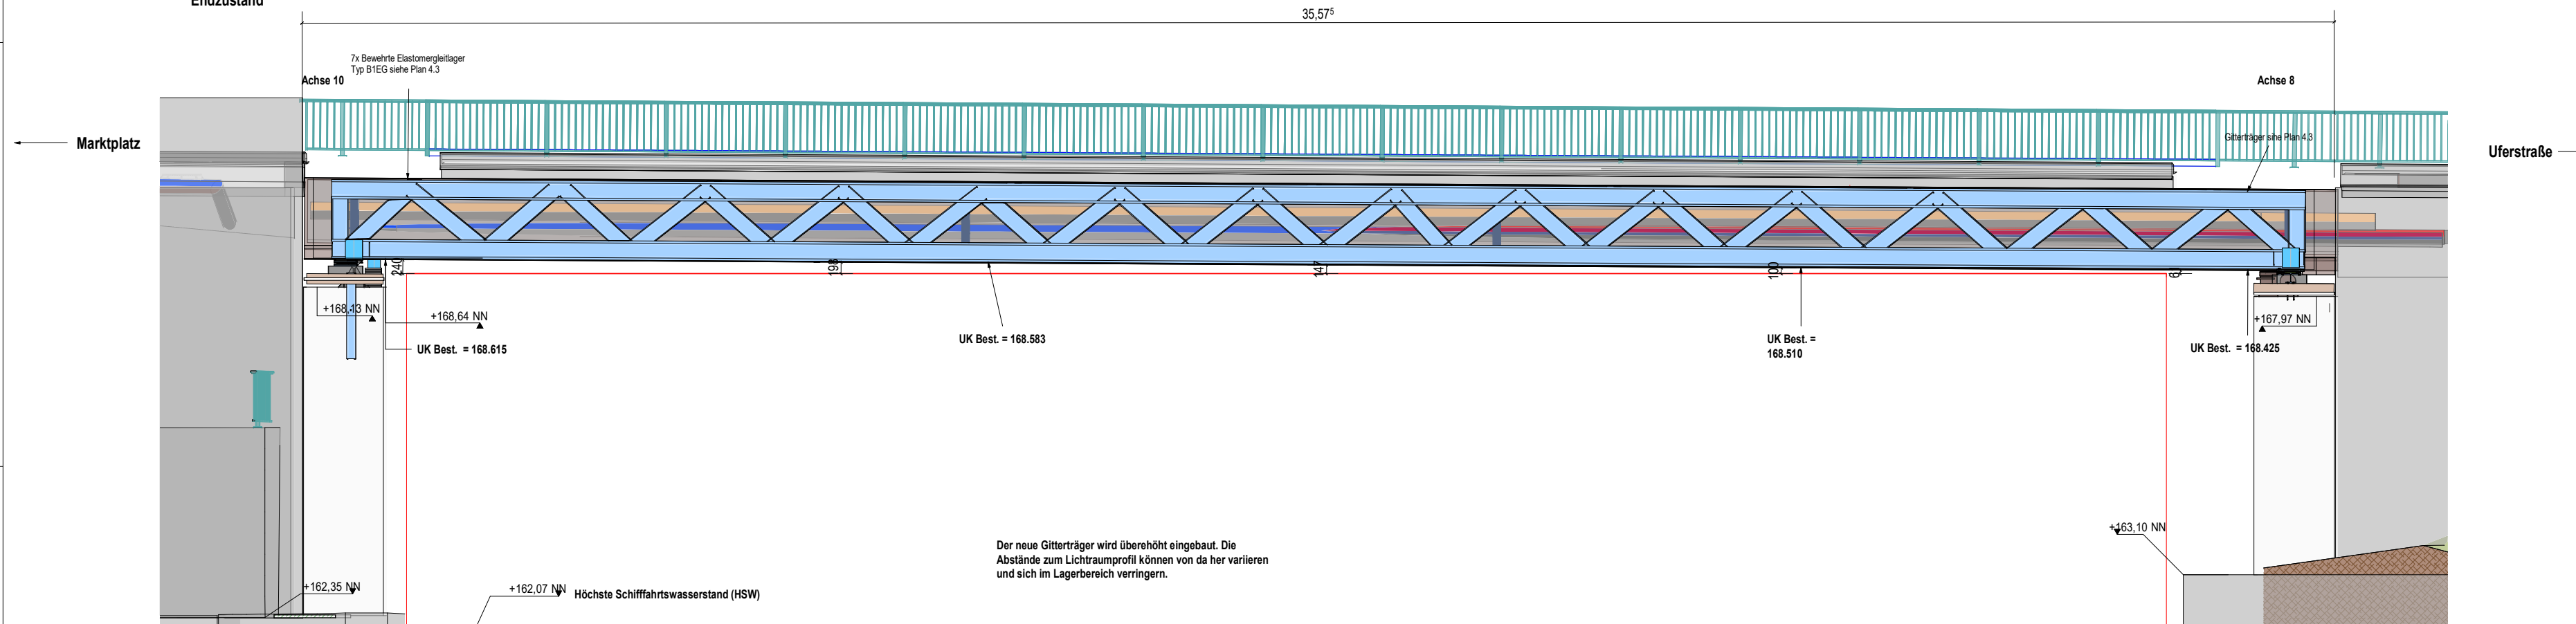 Endzustand
35,57⁵
7x Bewehrte Elastomergleitlager
Typ B1EG siehe Plan 4.3
Achse 10
Achse 8
Marktplatz
Gitterträger sihe Plan 4.3
Uferstraße
240
198
147
100
+168,13 NN
+168,64 NN
+167,97 NN
UK Best. = 168.615
UK Best. = 168.583
UK Best. =
168.510
UK Best. = 168.425
+163,10 NN
Der neue Gitterträger wird überehöht eingebaut. Die
Abstände zum Lichtraumprofil können von da her variieren
und sich im Lagerbereich verringern.
+162,35 NN
+162,07 NN
Höchste Schifffahrtswasserstand (HSW)